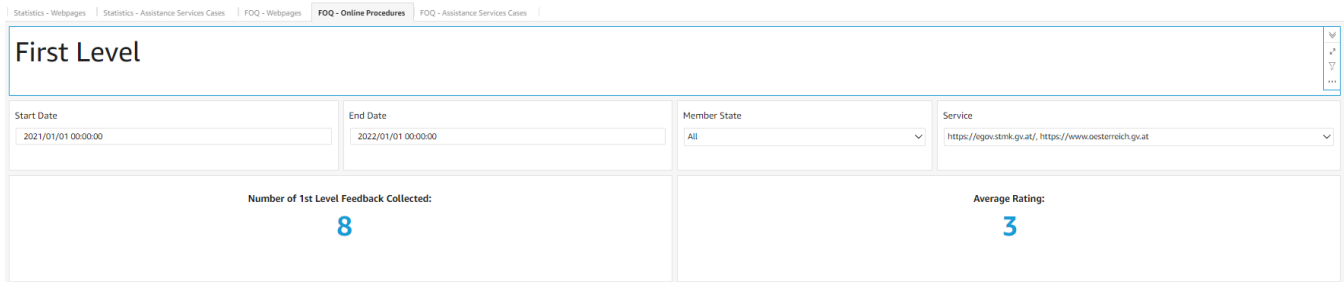 Statistics - Webpages Statistics - Assistance Services Cases FOQ - Webpages FOQ - Online Procedures FOQ - Assistance Services Cases
First Level
Start Date End Date Member State Service
2021/01/01 00:00:00 2022/01/01 00:00:00 All https://egov.stmk.gv.at/, https://www.oesterreich.gv.at
Number of 1st Level Feedback Collected: Average Rating:
8 3